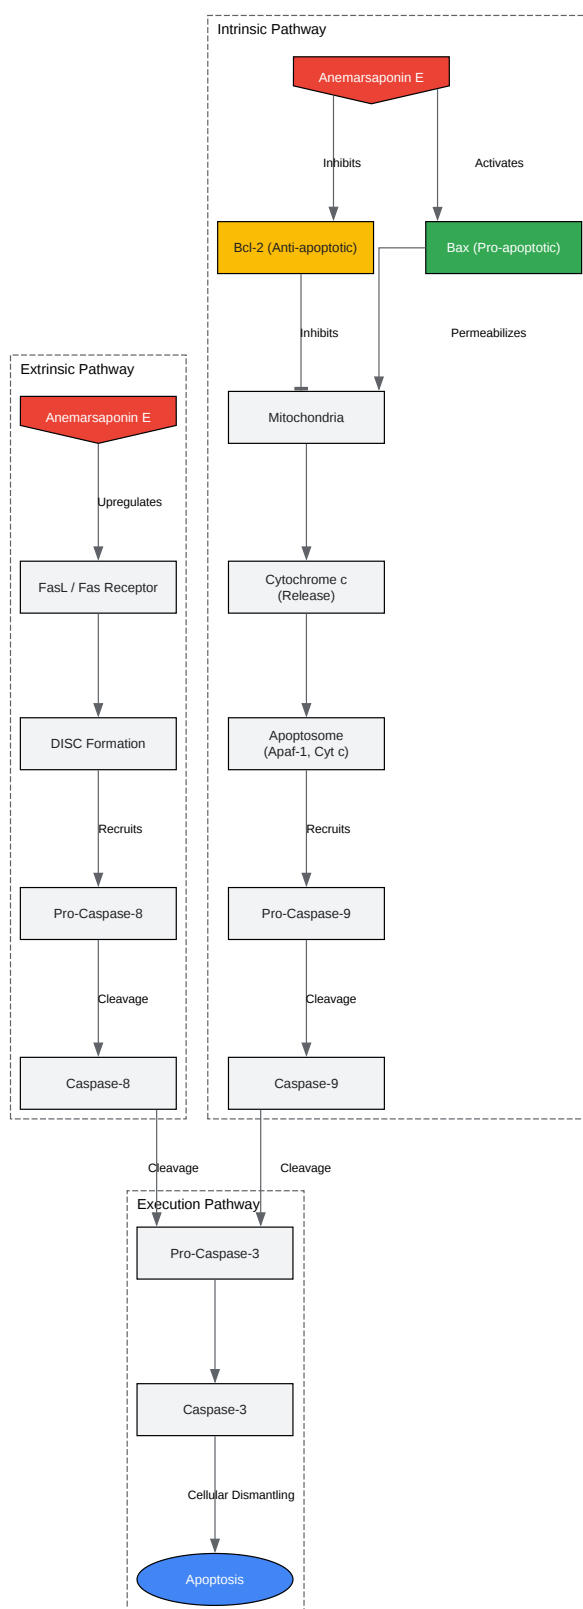 Intrinsic Pathway
Anemarsaponin E
Inhibits
Activates
Bcl-2 (Anti-apoptotic)
Bax (Pro-apoptotic)
Inhibits
Permeabilizes
Extrinsic Pathway
Anemarsaponin E
Mitochondria
Upregulates
FasL / Fas Receptor
Cytochrome c
(Release)
DISC Formation
Apoptosome
(Apaf-1, Cyt c)
Recruits
Recruits
Pro-Caspase-8
Pro-Caspase-9
Cleavage
Cleavage
Caspase-8
Caspase-9
Cleavage
Cleavage
Execution Pathway
Pro-Caspase-3
Caspase-3
Cellular Dismantling
Apoptosis